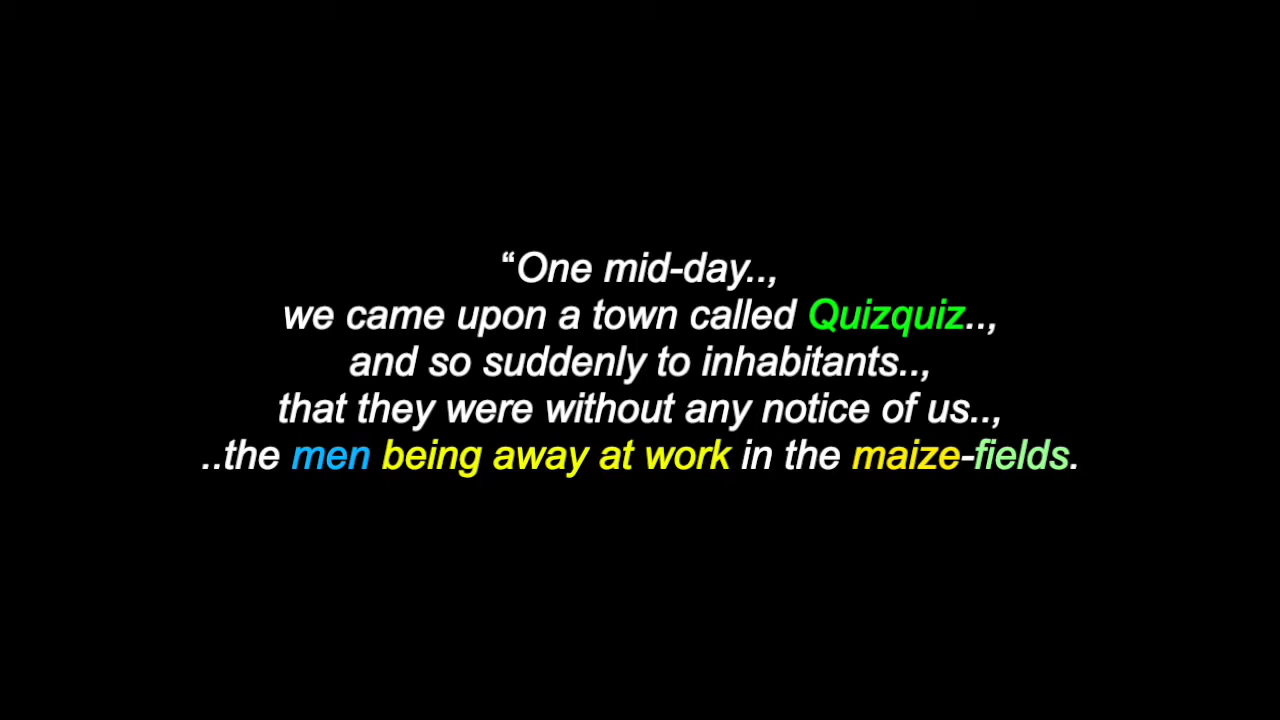 “One mid-day..,
we came upon a town called Quizquiz..,
and so suddenly to inhabitants..,
that they were without any notice of us..,
..the men being away at work in the maize-fields.